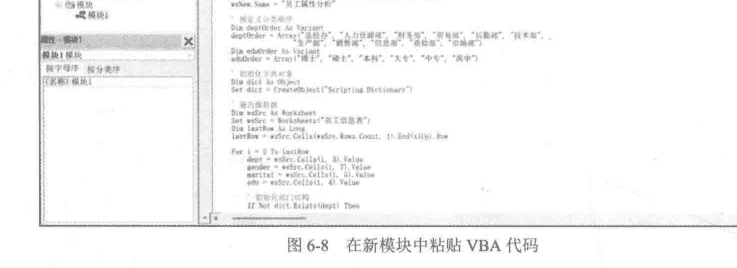 模块
模块1
wsNew.Name = "员工属性分析"
属性 - 模块1
模块1 模块
按字母序 按分类序
(名称) 模块1
' 预定义分类顺序
Dim deptOrder As Variant
deptOrder = Array("总经办", "人力资源部", "财务部", "贸易部", "后勤部", "技术部", _
"生产部", "销售部", "信息部", "质检部", "市场部")
Dim eduOrder As Variant
eduOrder = Array("博士", "硕士", "本科", "大专", "中专", "高中")
' 初始化字典对象
Dim dict As Object
Set dict = CreateObject("Scripting.Dictionary")
' 遍历源数据
Dim wsSrc As Worksheet
Set wsSrc = Worksheets("员工信息表")
Dim lastRow As Long
lastRow = wsSrc.Cells(wsSrc.Rows.Count, 1).End(xlUp).Row
For i = 2 To lastRow
dept = wsSrc.Cells(i, 3).Value
gender = wsSrc.Cells(i, 7).Value
marital = wsSrc.Cells(i, 5).Value
edu = wsSrc.Cells(i, 4).Value
' 初始化部门结构
If Not dict.Exists(dept) Then
图 6-8 在新模块中粘贴 VBA 代码